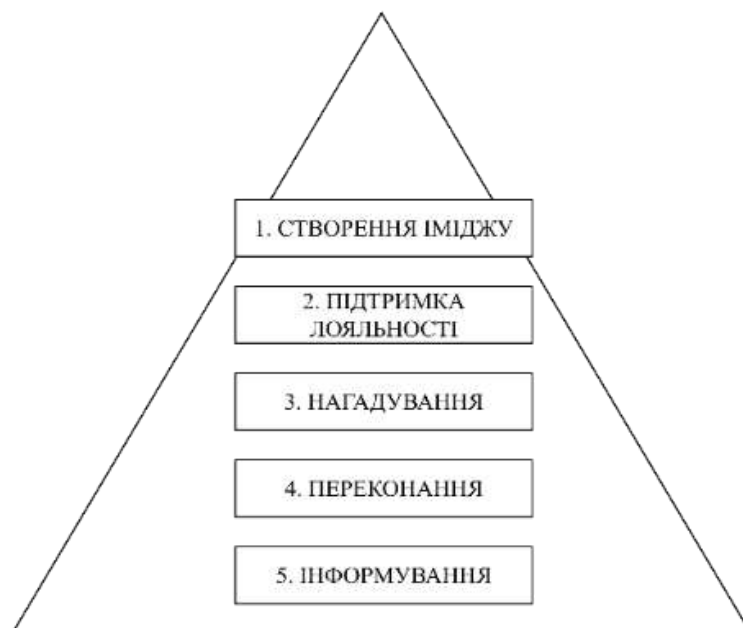 1. СТВОРЕННЯ ІМІДЖУ
2. ПІДТРИМКА
ЛОЯЛЬНОСТІ
3. НАГАДУВАННЯ
4. ПЕРЕКОНАННЯ
5. ІНФОРМУВАННЯ